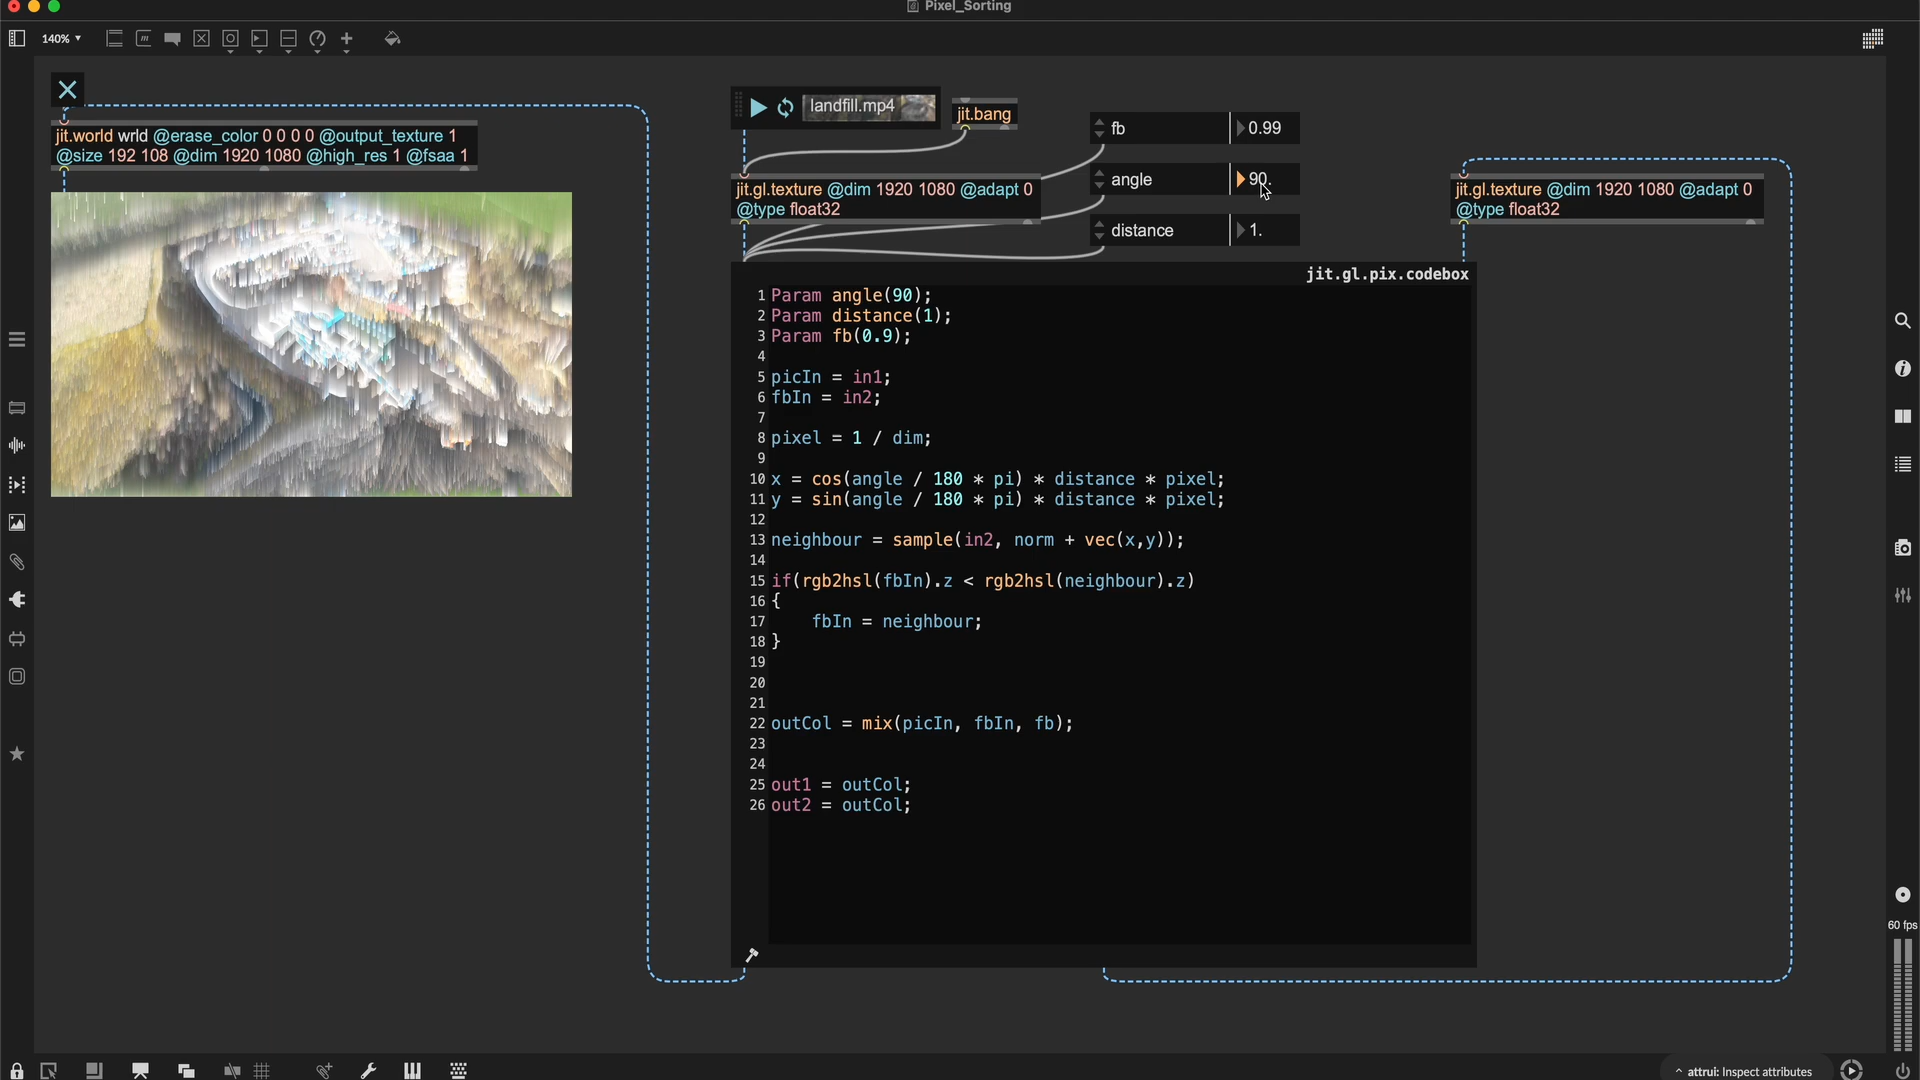 Pixel_Sorting
140%
landfill.mp4
jit.bang
fb 0.99
jit.world wrld @erase_color 0 0 0 0 @output_texture 1
@size 192 108 @dim 1920 1080 @high_res 1 @fsaa 1
angle 90.
jit.gl.texture @dim 1920 1080 @adapt 0
@type float32
jit.gl.texture @dim 1920 1080 @adapt 0
@type float32
distance 1.
jit.gl.pix.codebox
1 Param angle(90);
2 Param distance(1);
3 Param fb(0.9);
4
5 picIn = in1;
6 fbIn = in2;
7
8 pixel = 1 / dim;
9
10 x = cos(angle / 180 * pi) * distance * pixel;
11 y = sin(angle / 180 * pi) * distance * pixel;
12
13 neighbour = sample(in2, norm + vec(x,y));
14
15 if(rgb2hsl(fbIn).z < rgb2hsl(neighbour).z)
16 {
17 fbIn = neighbour;
18 }
19
20
21
22 outCol = mix(picIn, fbIn, fb);
23
24
25 out1 = outCol;
26 out2 = outCol;
60 fps
attrui: Inspect attributes